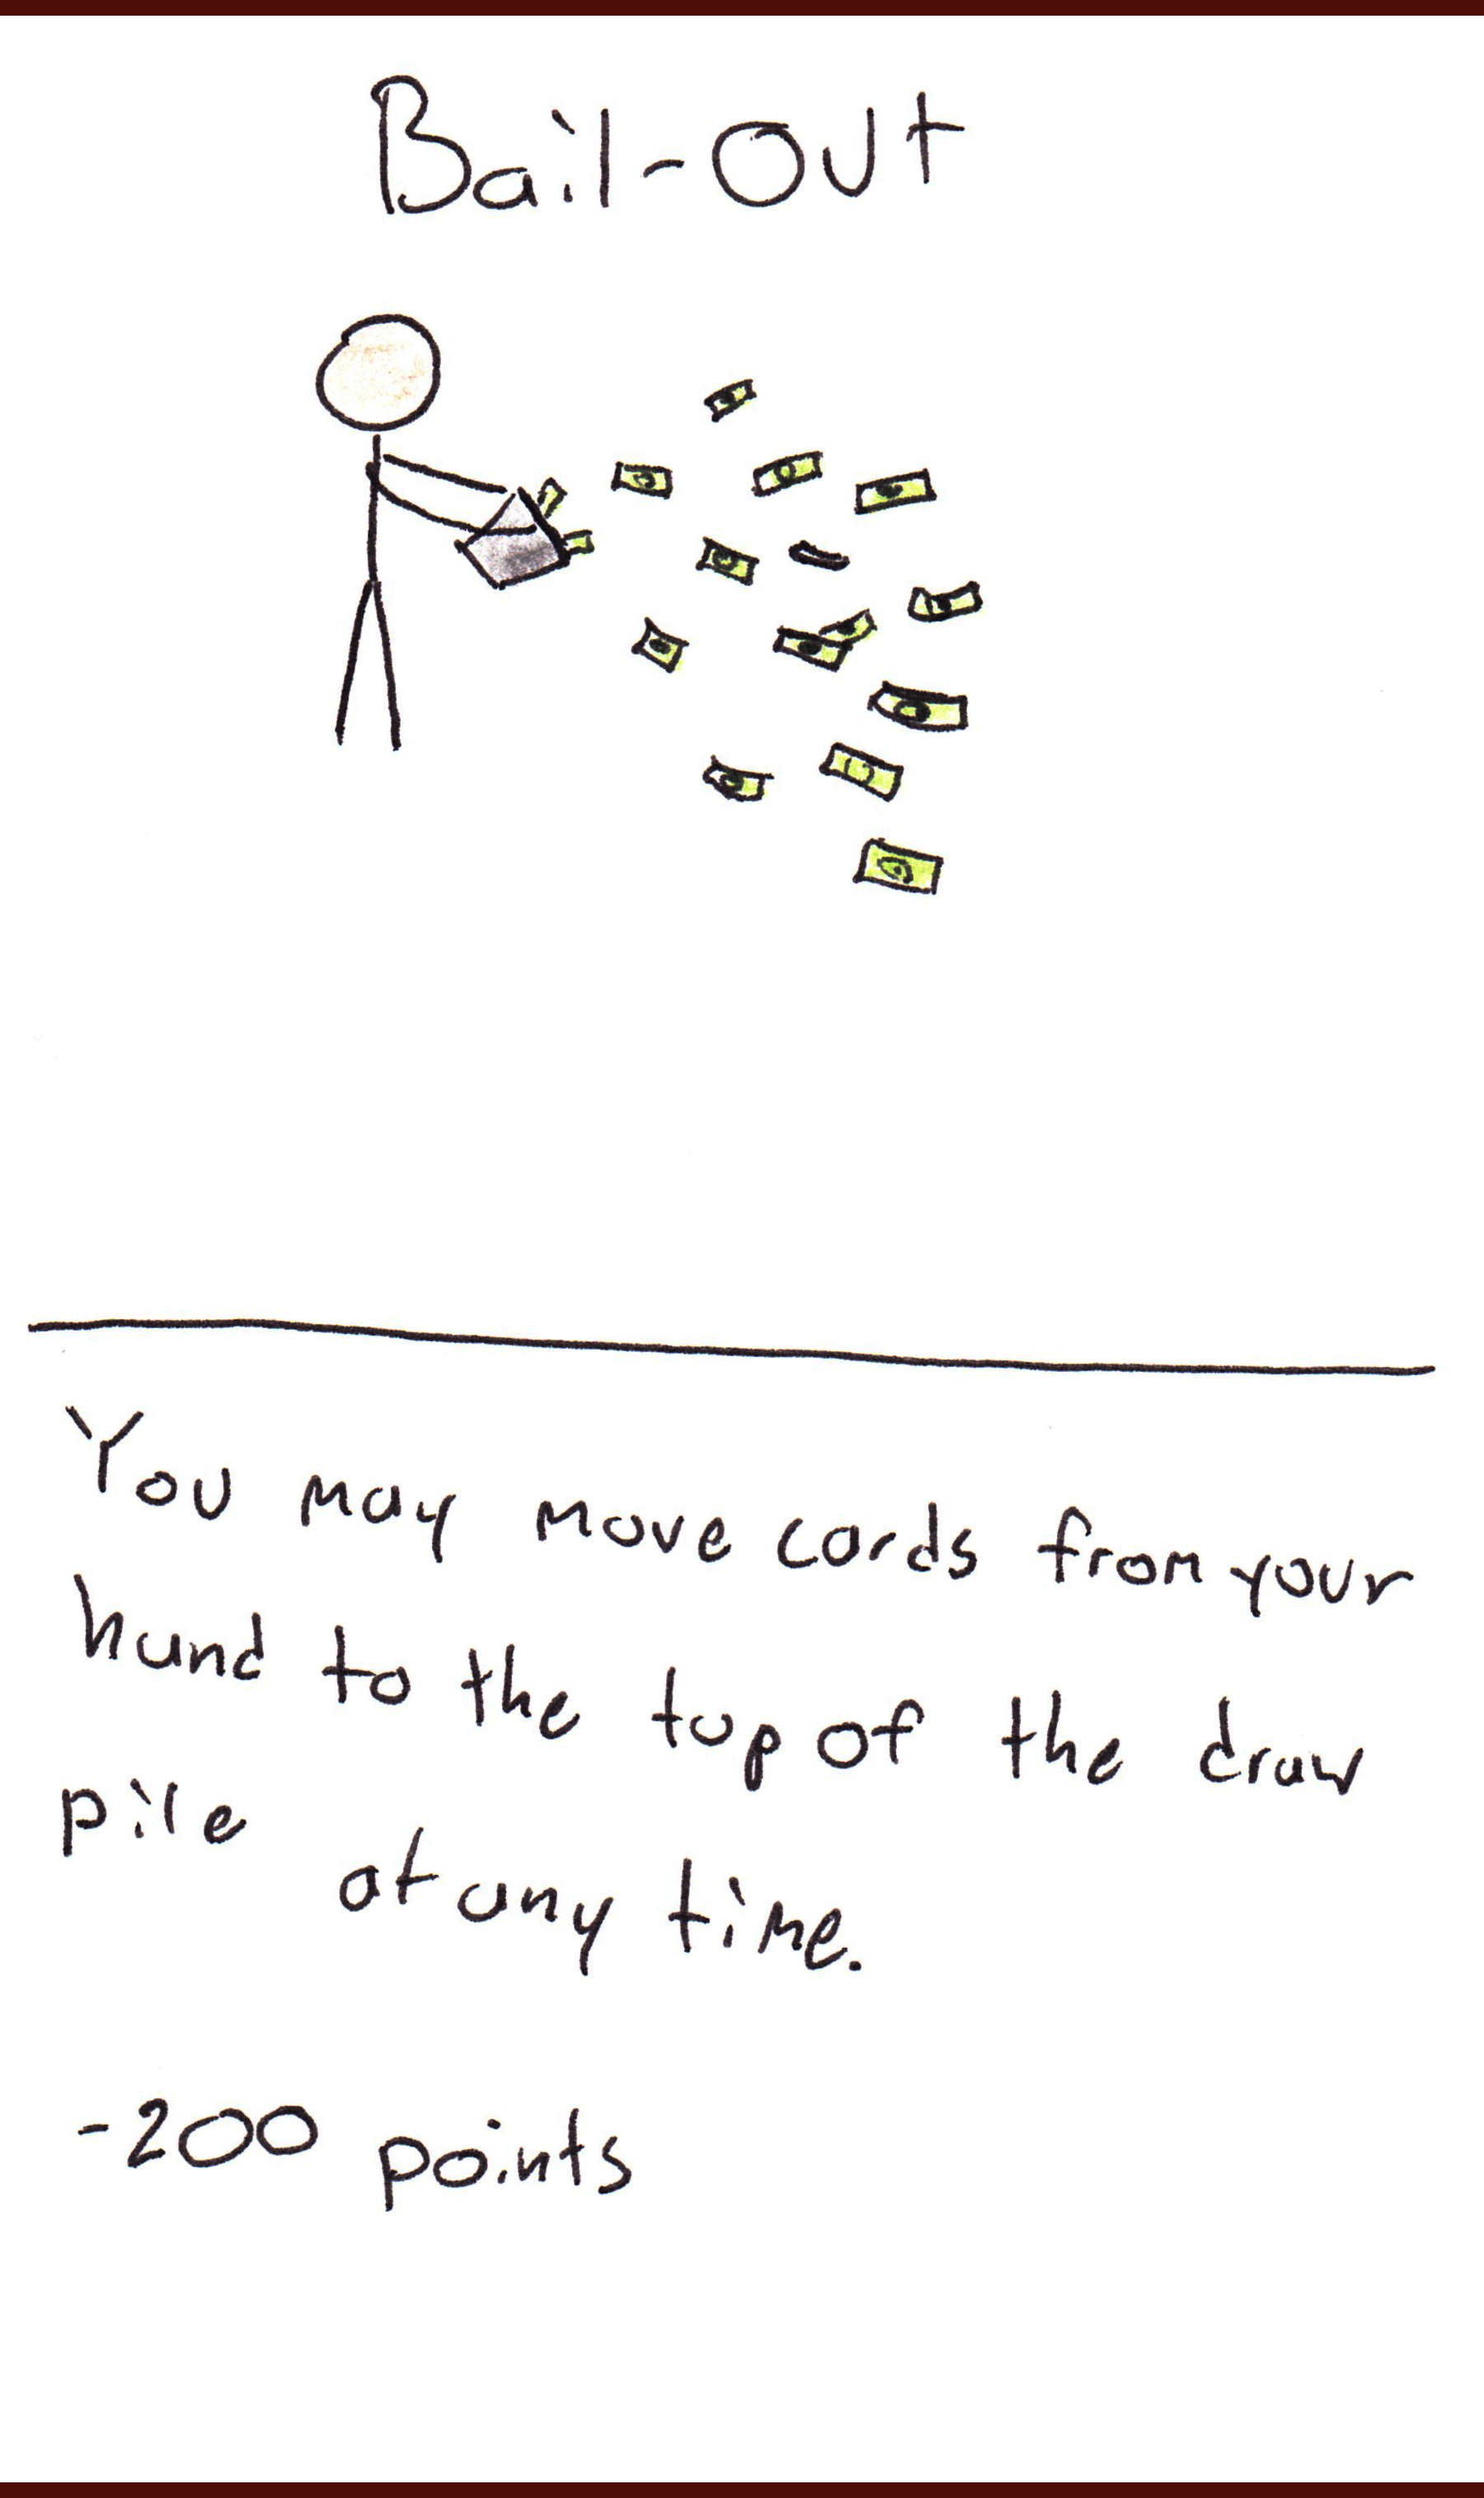 Bail-Out
You may move cards from your
hand to the top of the draw
pile at any time.
-200 points